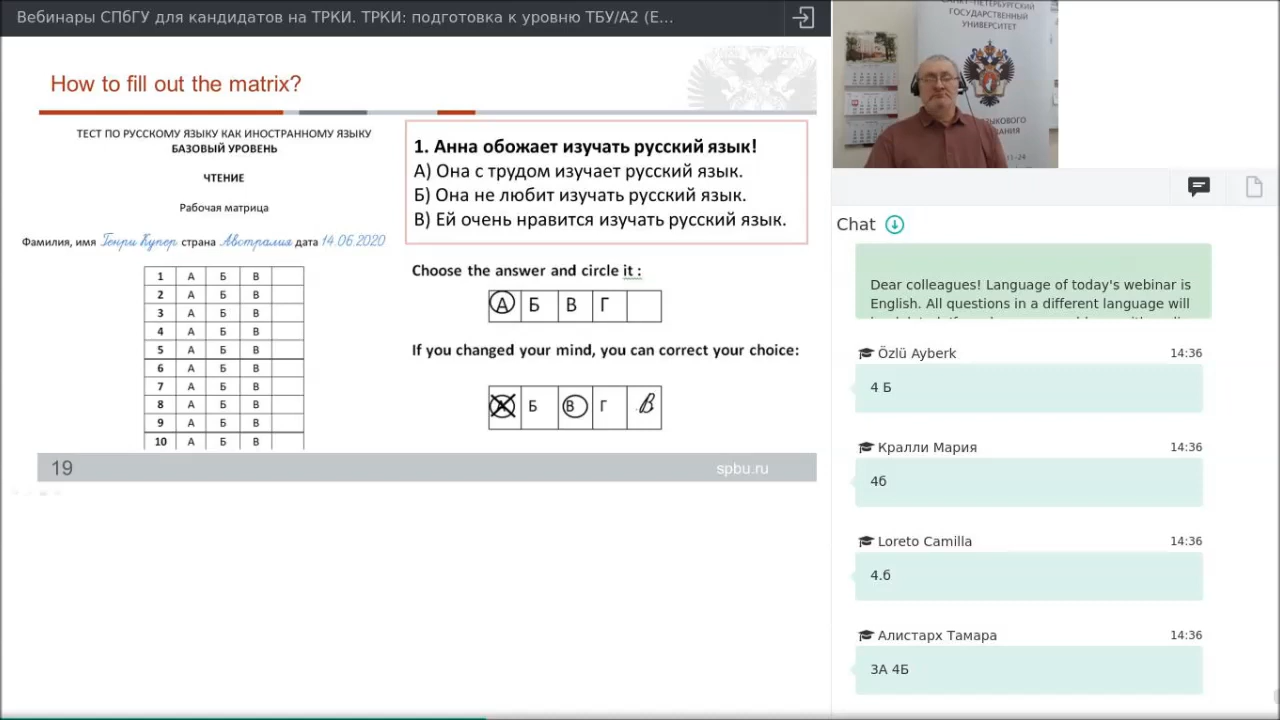 Вебинары СПбГУ для кандидатов на ТРКИ. ТРКИ: подготовка к уровню ТБУ/А2 (E...
How to fill out the matrix?
ТЕСТ ПО РУССКОМУ ЯЗЫКУ КАК ИНОСТРАННОМУ ЯЗЫКУ
БАЗОВЫЙ УРОВЕНЬ
ЧТЕНИЕ
Рабочая матрица
Фамилия, имя Генри Купер страна Австралия дата 14.06.2020
1 А Б В
2 А Б В
3 А Б В
4 А Б В
5 А Б В
6 А Б В
7 А Б В
8 А Б В
9 А Б В
10 А Б В
1. Анна обожает изучать русский язык!
А) Она с трудом изучает русский язык.
Б) Она не любит изучать русский язык.
В) Ей очень нравится изучать русский язык.
Choose the answer and circle it :
А Б В Г
If you changed your mind, you can correct your choice:
А Б В Г В
19
spbu.ru
ГОСУДАРСТВЕННЫЙ
УНИВЕРСИТЕТ
Chat
Dear colleagues! Language of today's webinar is
English. All questions in a different language will
Özlü Ayberk 14:36
4 Б
Кралли Мария 14:36
4б
Loreto Camilla 14:36
4.б
Алистарх Тамара 14:36
3А 4Б